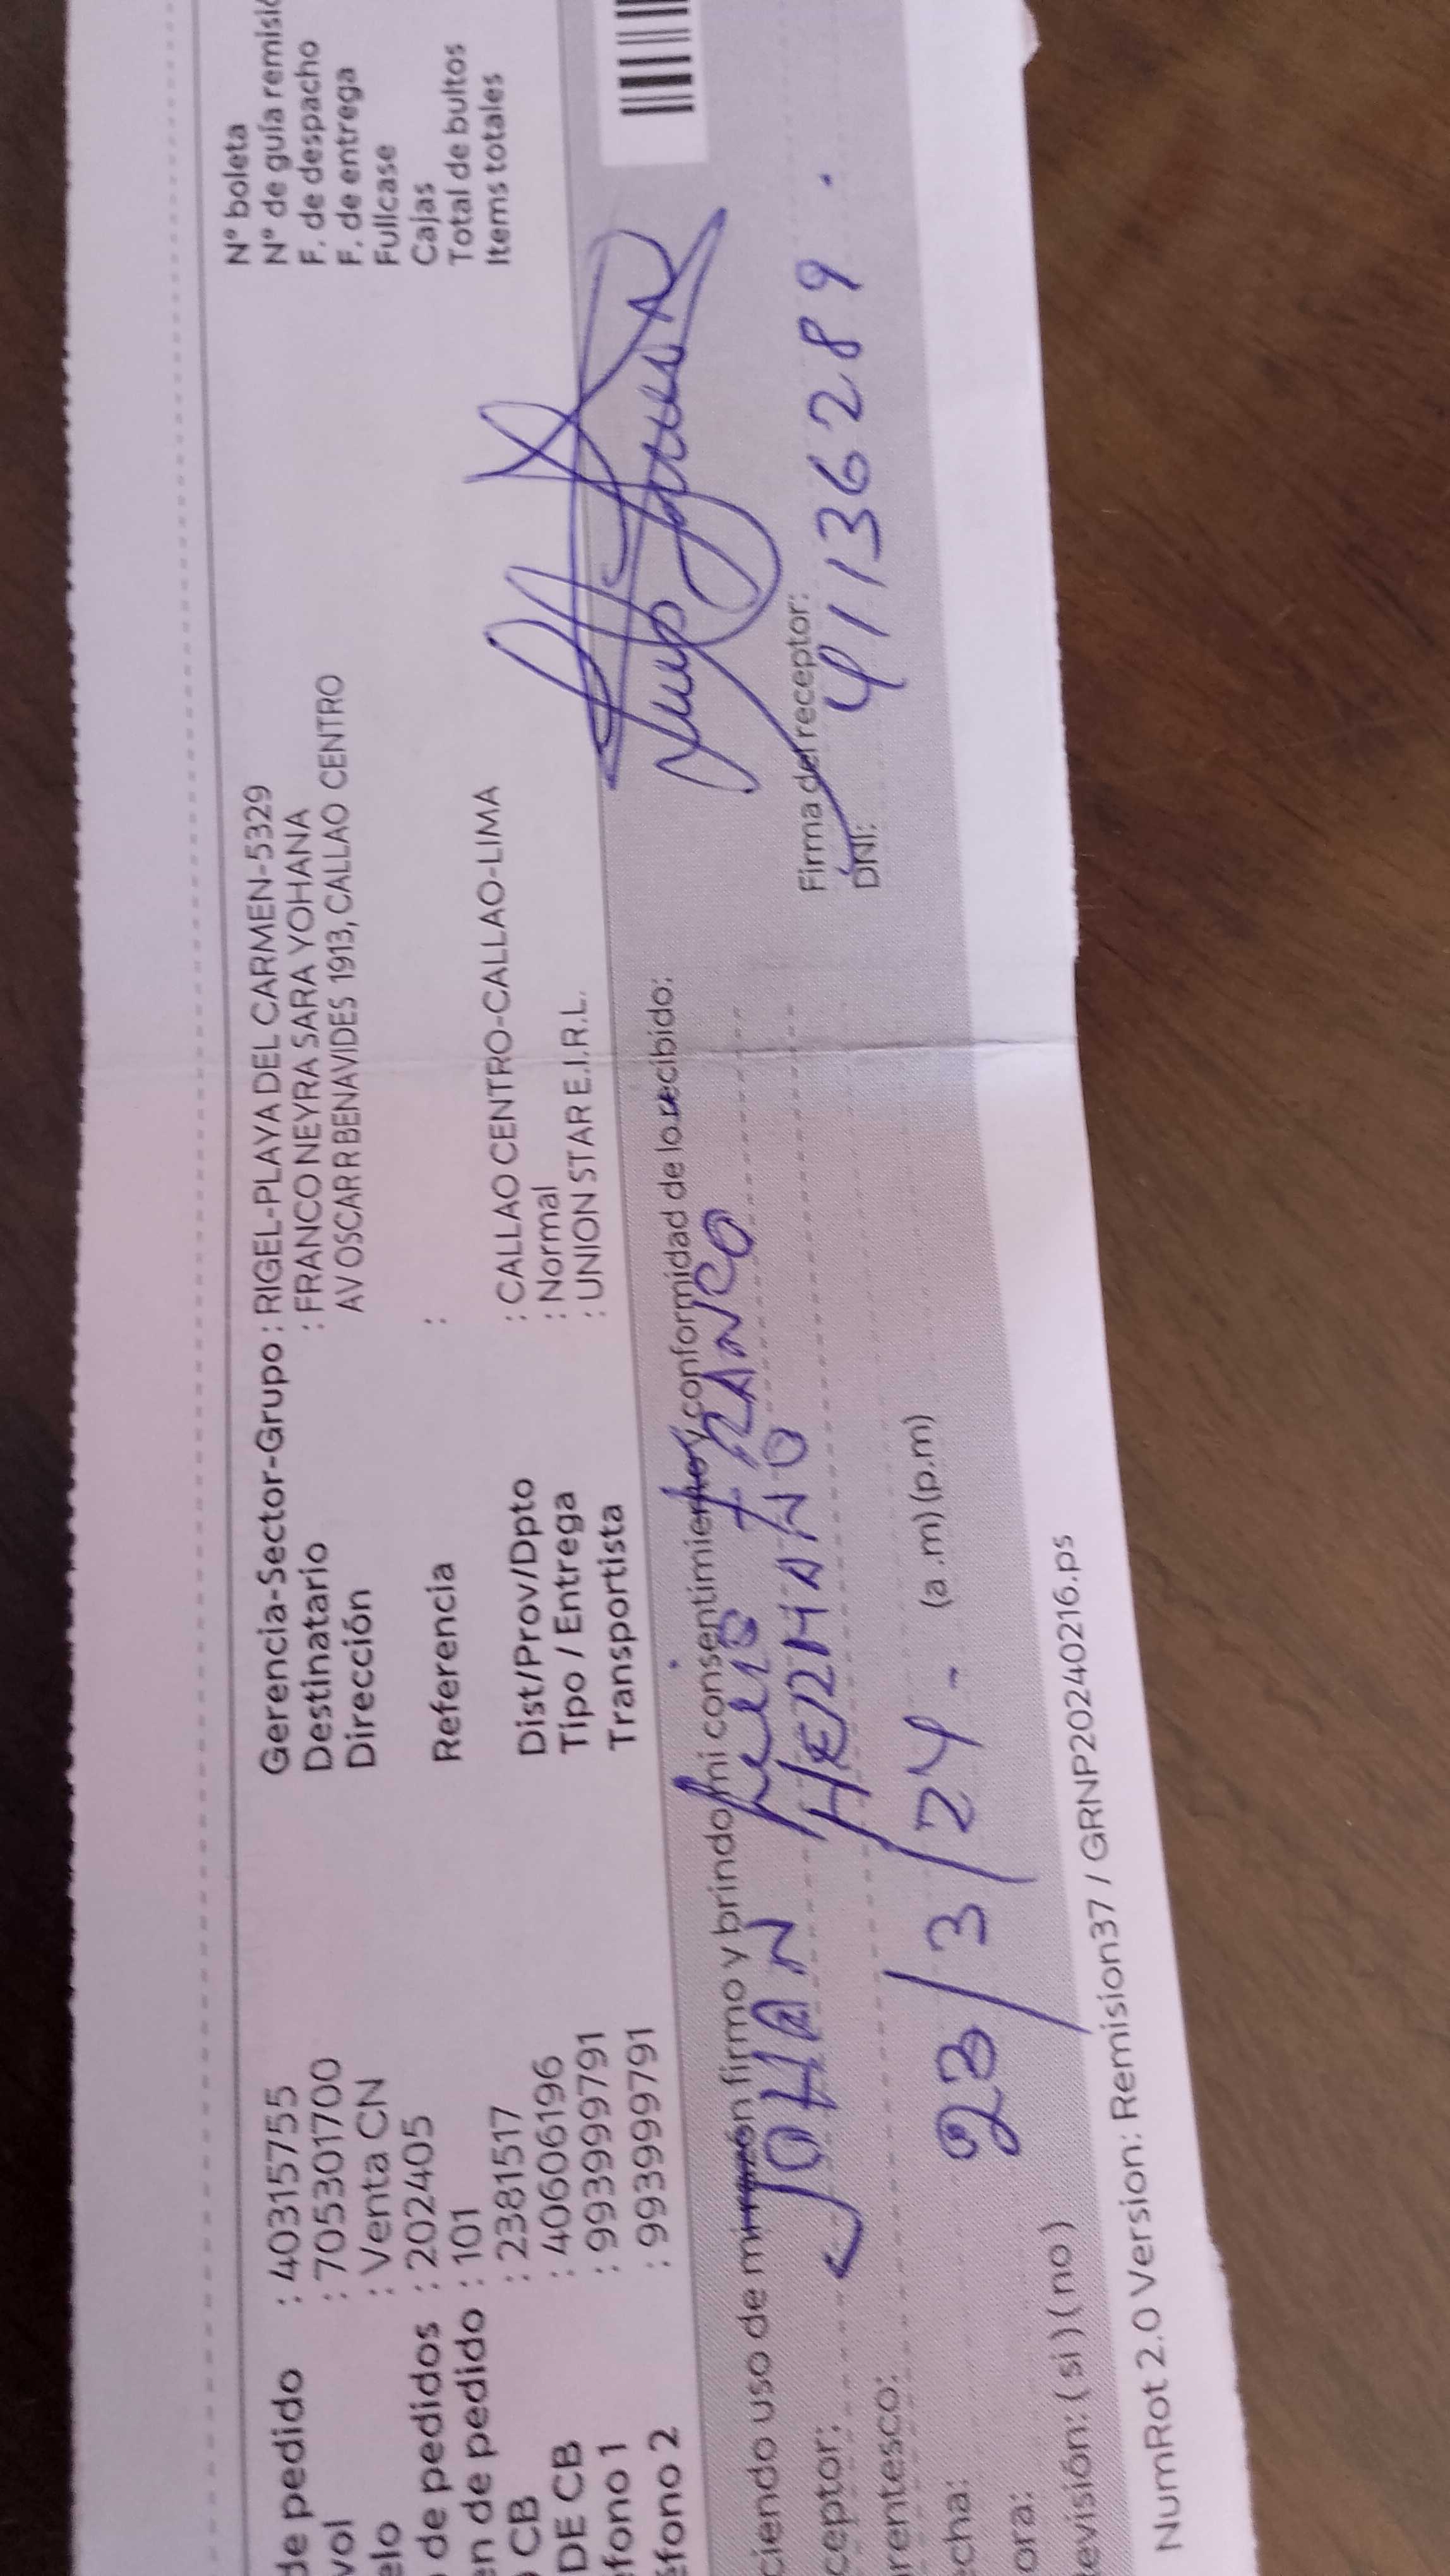 de pedido : 40315755
vol : 705301700
elo : Venta CN
de pedidos : 202405
en de pedido : 101
CB : 2381517
DE CB : 40606196
éfono 1 : 993999791
éfono 2 : 993999791
Gerencia-Sector-Grupo : RIGEL-PLAYA DEL CARMEN-5329
Destinatario : FRANCO NEYRA SARA YOHANA
Dirección AV OSCAR R BENAVIDES 1913, CALLAO CENTRO
Referencia :
Dist/Prov/Dpto : CALLAO CENTRO-CALLAO-LIMA
Tipo / Entrega : Normal
Transportista : UNION STAR E.I.R.L.
N° boleta
N° de guía remisió
F. de despacho
F. de entrega
Fullcase
Cajas
Total de bultos
Items totales
ciendo uso de mi razón firmo y brindo mi consentimiento y conformidad de lo recibido:
ceptor: JOHAN FRANCO
rentesco: HERMANO
echa: 23/3/24 -
ora: (a .m) (p.m)
evisión: ( si ) ( no )
Firma del receptor:
DNI: 41136289.
NumRot 2.0 Version: Remision37 / GRNP20240216.ps